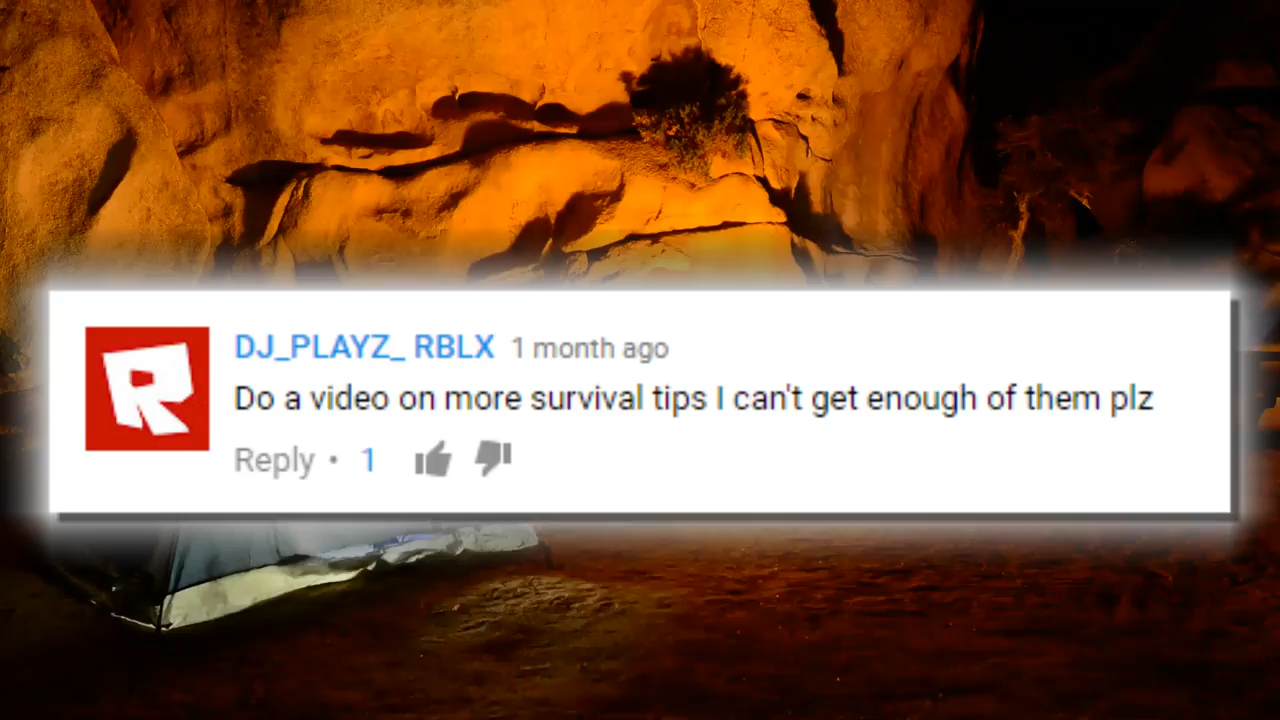 DJ_PLAYZ_ RBLX 1 month ago
Do a video on more survival tips I can't get enough of them plz
Reply • 1